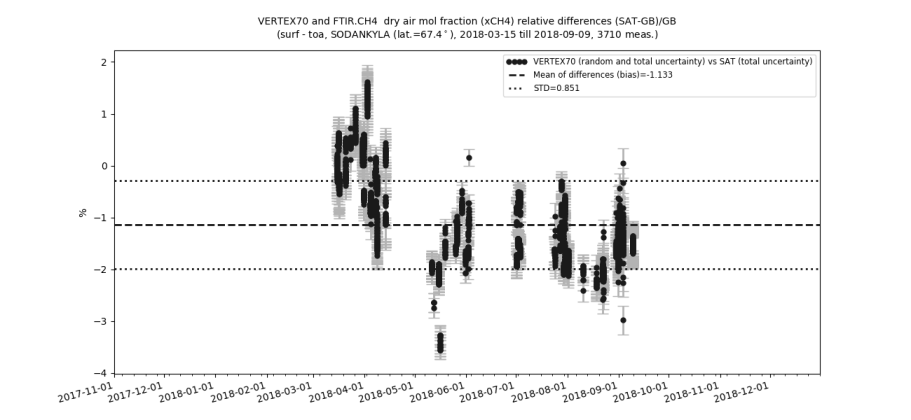 VERTEX70 and FTIR.CH4 dry air mol fraction (xCH4) relative differences (SAT-GB)/GB
(surf - toa, SODANKYLA (lat.=67.4°), 2018-03-15 till 2018-09-09, 3710 meas.)
VERTEX70 (random and total uncertainty) vs SAT (total uncertainty)
Mean of differences (bias)=-1.133
STD=0.851
%
2
1
0
−1
−2
−3
−4
2017-11-01 2017-12-01 2018-01-01 2018-02-01 2018-03-01 2018-04-01 2018-05-01 2018-06-01 2018-07-01 2018-08-01 2018-09-01 2018-10-01 2018-11-01 2018-12-01